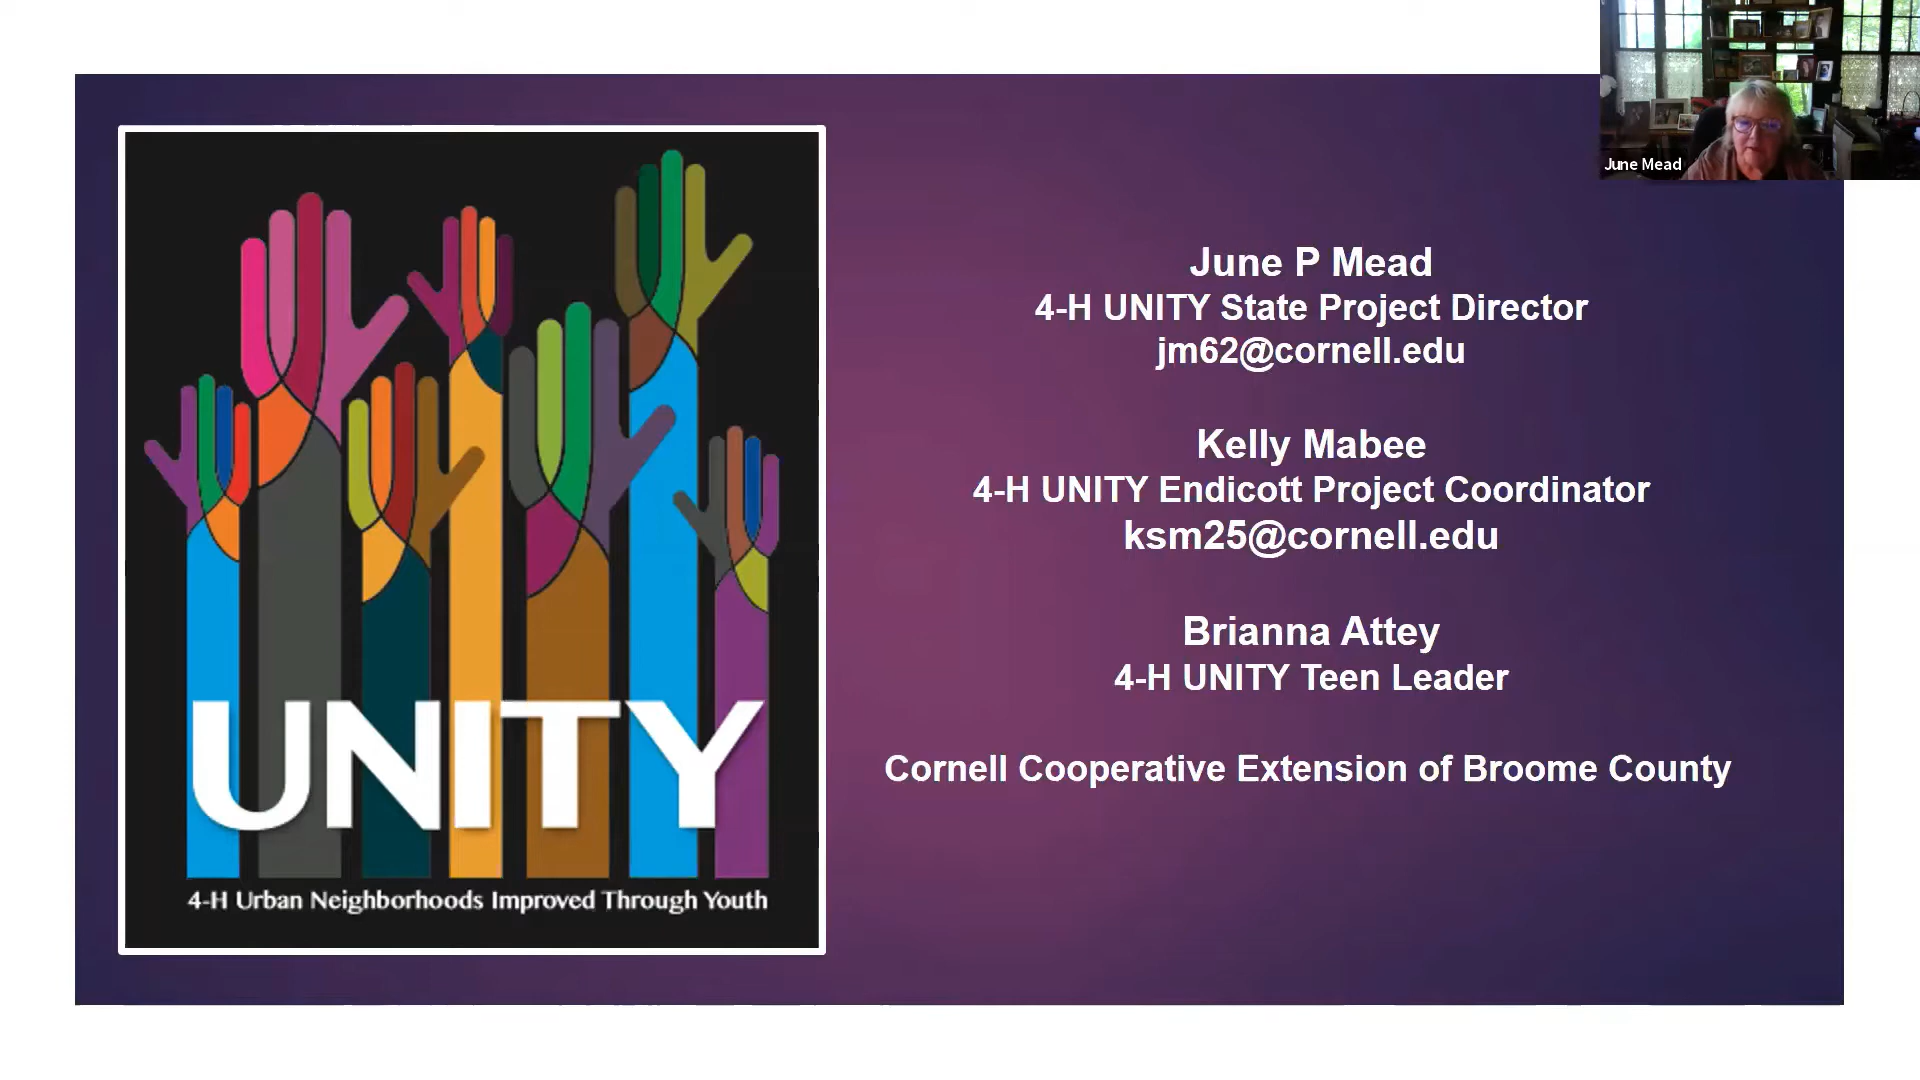 June Mead
June P Mead
4-H UNITY State Project Director
jm62@cornell.edu
Kelly Mabee
4-H UNITY Endicott Project Coordinator
ksm25@cornell.edu
Brianna Attey
4-H UNITY Teen Leader
Cornell Cooperative Extension of Broome County
UNITY
4-H Urban Neighborhoods Improved Through Youth